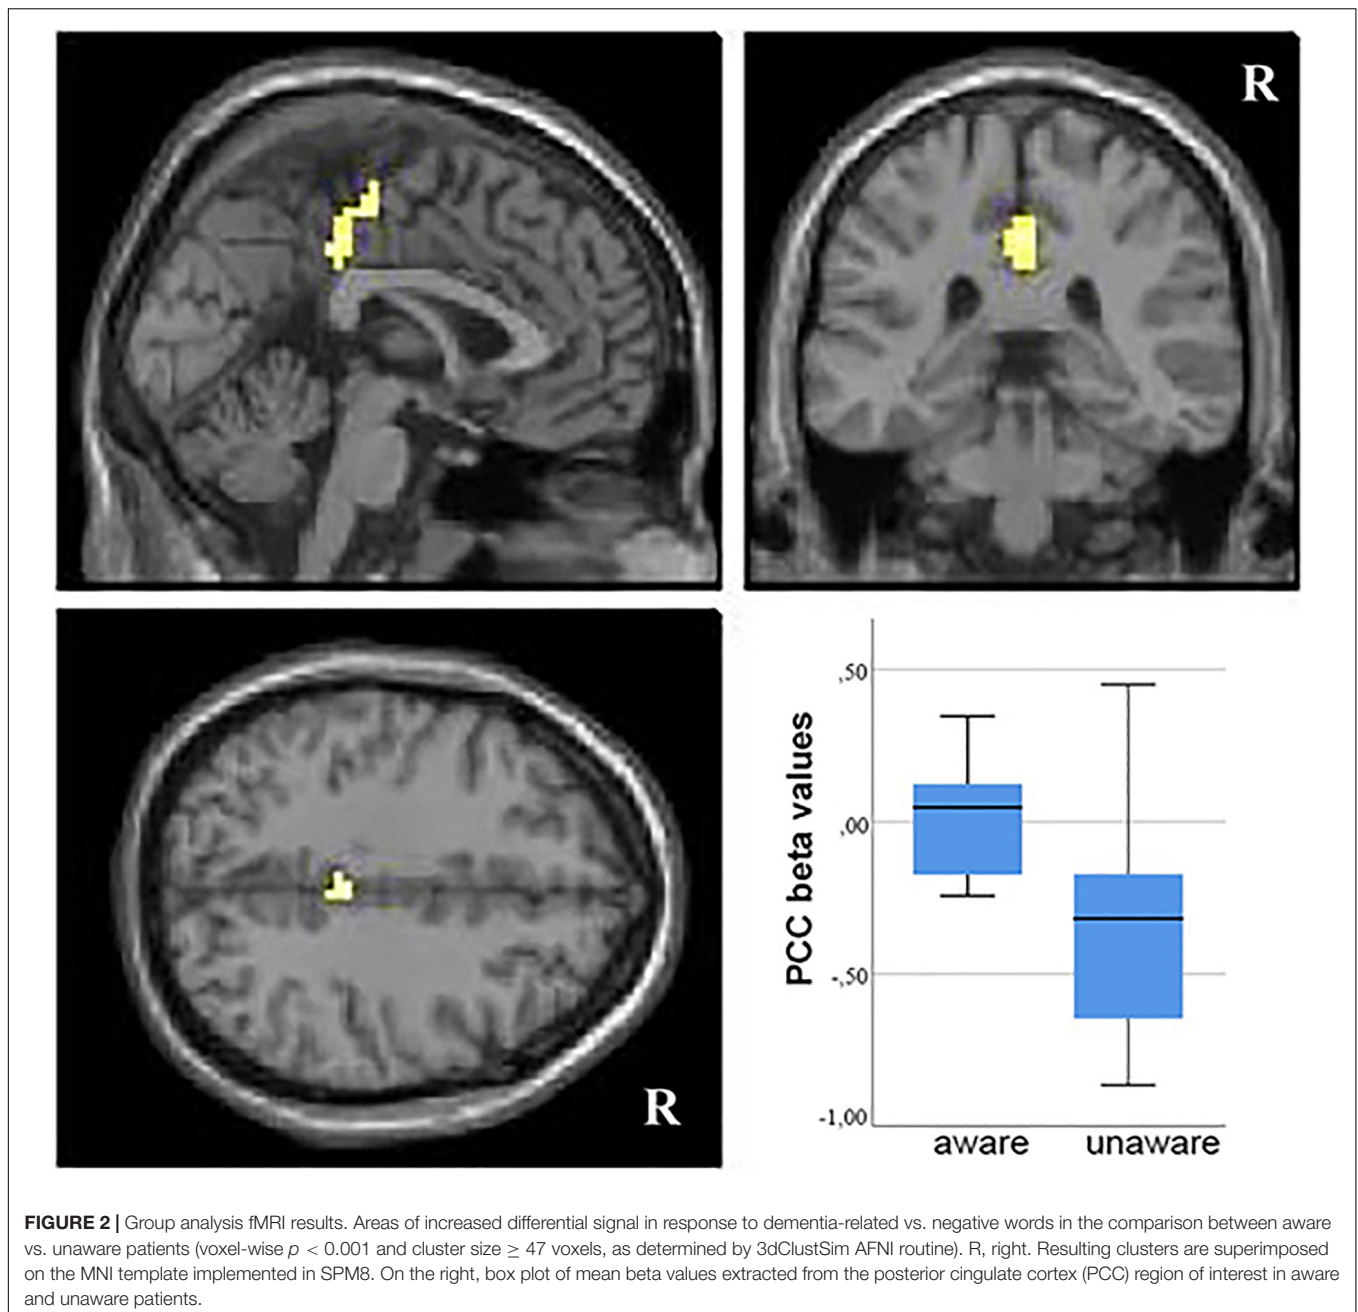 R
R
,50
,00
-,50
-1,00
PCC beta values
aware unaware
FIGURE 2 | Group analysis fMRI results. Areas of increased differential signal in response to dementia-related vs. negative words in the comparison between aware
vs. unaware patients (voxel-wise p < 0.001 and cluster size ≥ 47 voxels, as determined by 3dClustSim AFNI routine). R, right. Resulting clusters are superimposed
on the MNI template implemented in SPM8. On the right, box plot of mean beta values extracted from the posterior cingulate cortex (PCC) region of interest in aware
and unaware patients.